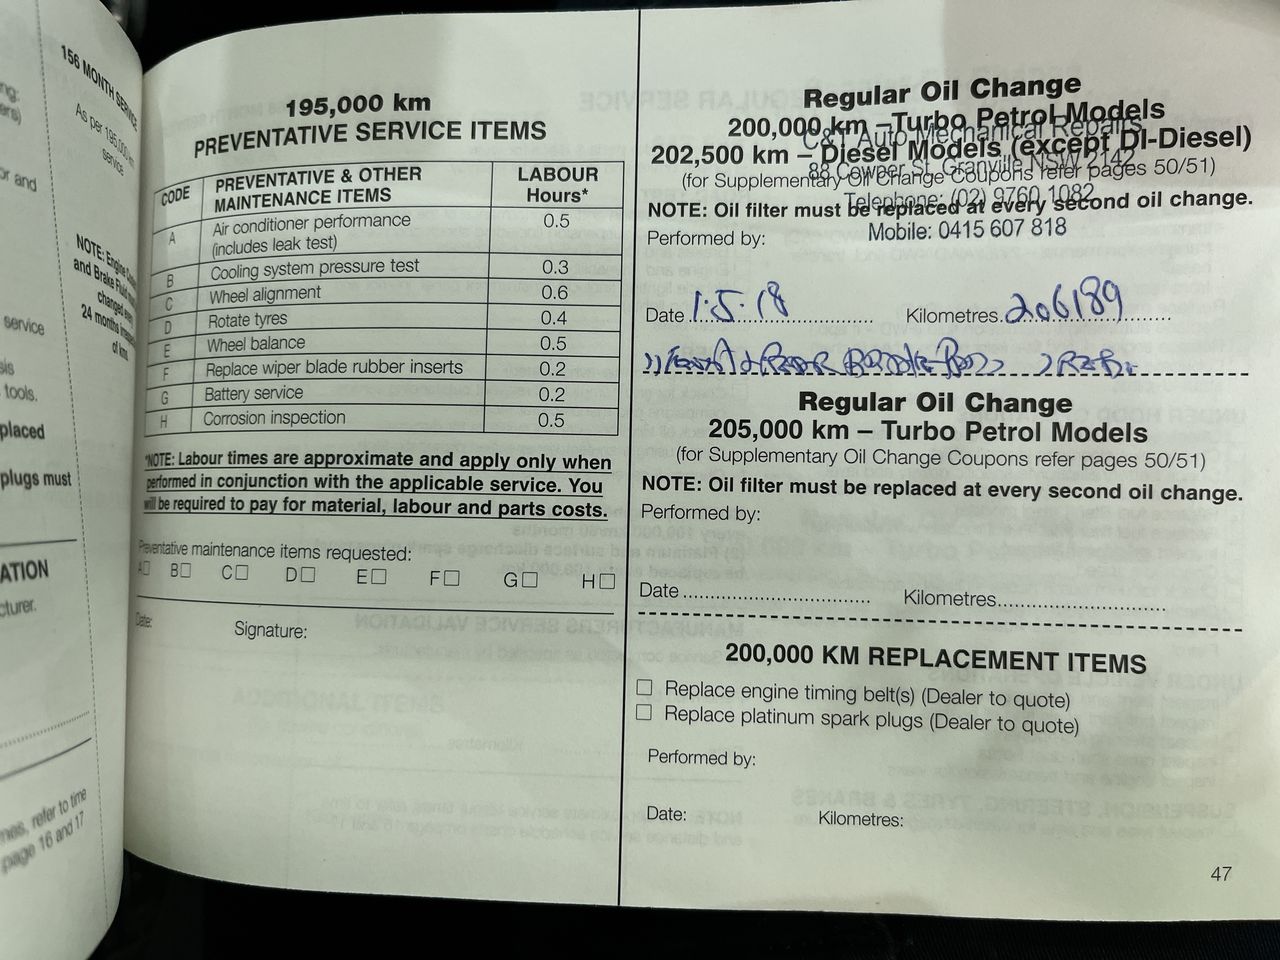 156 MONTH SERVICE
As per 195,000 km
service
or and
NOTE: Engine
and Brake Fluid
changed every
24 months
of km.
service
tools.
placed
plugs must
refer to time
page 16 and 17
195,000 km
PREVENTATIVE SERVICE ITEMS
CODE PREVENTATIVE & OTHER MAINTENANCE ITEMS LABOUR Hours*
A Air conditioner performance (includes leak test) 0.5
B Cooling system pressure test 0.3
C Wheel alignment 0.6
D Rotate tyres 0.4
E Wheel balance 0.5
F Replace wiper blade rubber inserts 0.2
G Battery service 0.2
H Corrosion inspection 0.5
*NOTE: Labour times are approximate and apply only when
performed in conjunction with the applicable service. You
will be required to pay for material, labour and parts costs.
Preventative maintenance items requested:
A☐ B☐ C☐ D☐ E☐ F☐ G☐ H☐
Date: Signature:
Regular Oil Change
200,000 km – Turbo Petrol Models
C&T Auto Mechanical Repairs
202,500 km – Diesel Models (except DI-Diesel)
88 Cowper St, Granville NSW 2142
(for Supplementary Oil Change Coupons refer pages 50/51)
Telephone: (02) 9760 1082
NOTE: Oil filter must be replaced at every second oil change.
Mobile: 0415 607 818
Performed by:
Date 1.5.18 Kilometres 206189
Regular Oil Change
205,000 km – Turbo Petrol Models
(for Supplementary Oil Change Coupons refer pages 50/51)
NOTE: Oil filter must be replaced at every second oil change.
Performed by:
Date Kilometres
200,000 KM REPLACEMENT ITEMS
☐ Replace engine timing belt(s) (Dealer to quote)
☐ Replace platinum spark plugs (Dealer to quote)
Performed by:
Date: Kilometres:
47